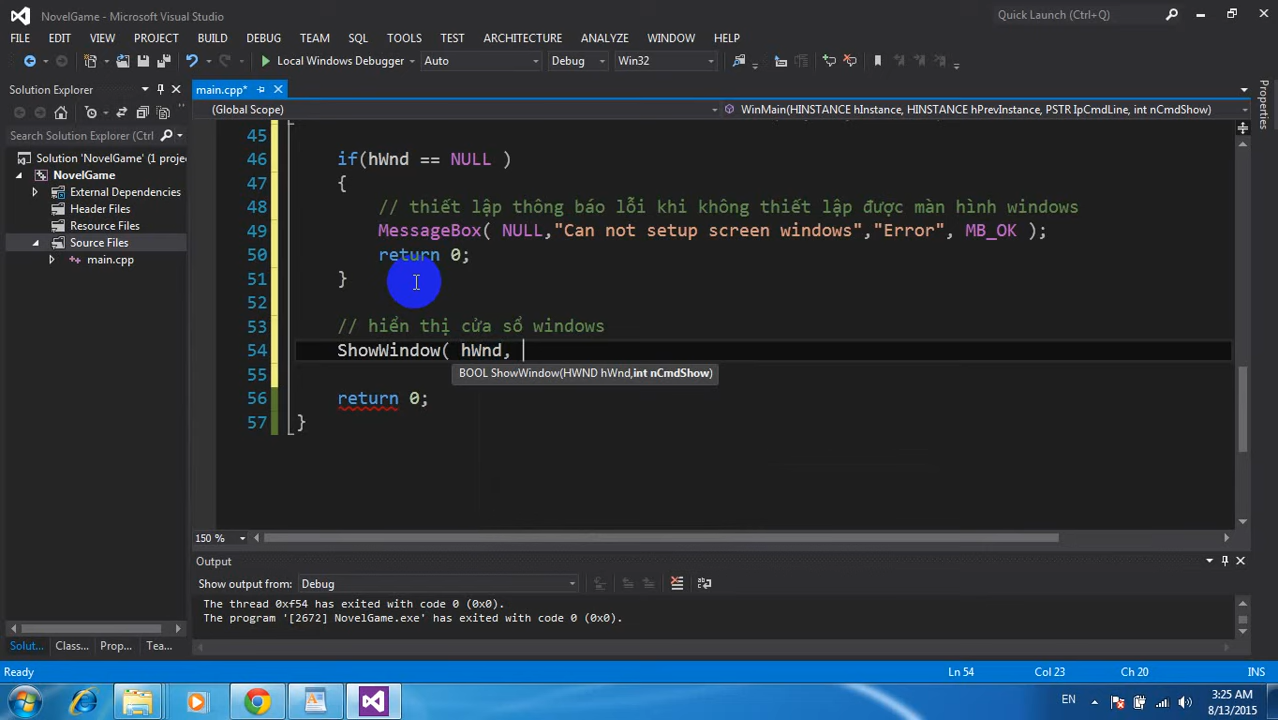 NovelGame - Microsoft Visual Studio
Quick Launch (Ctrl+Q)
FILE EDIT VIEW PROJECT BUILD DEBUG TEAM SQL TOOLS TEST ARCHITECTURE ANALYZE WINDOW HELP
Local Windows Debugger Auto Debug Win32
Solution Explorer
main.cpp*
(Global Scope)
WinMain(HINSTANCE hInstance, HINSTANCE hPrevInstance, PSTR IpCmdLine, int nCmdShow)
Search Solution Explorer (Ctrl
Solution 'NovelGame' (1 proje
NovelGame
External Dependencies
Header Files
Resource Files
Source Files
main.cpp
45
46 if(hWnd == NULL )
47 {
48 // thiết lập thông báo lỗi khi không thiết lập được màn hình windows
49 MessageBox( NULL,"Can not setup screen windows","Error", MB_OK );
50 return 0;
51 }
52
53 // hiển thị cửa sổ windows
54 ShowWindow( hWnd,
BOOL ShowWindow(HWND hWnd,int nCmdShow)
55
56 return 0;
57 }
150 %
Properties
Output
Show output from: Debug
The thread 0xf54 has exited with code 0 (0x0).
The program '[2672] NovelGame.exe' has exited with code 0 (0x0).
Solut... Class... Prop... Tea...
Ready
Ln 54 Col 23 Ch 20 INS
EN
3:25 AM
8/13/2015